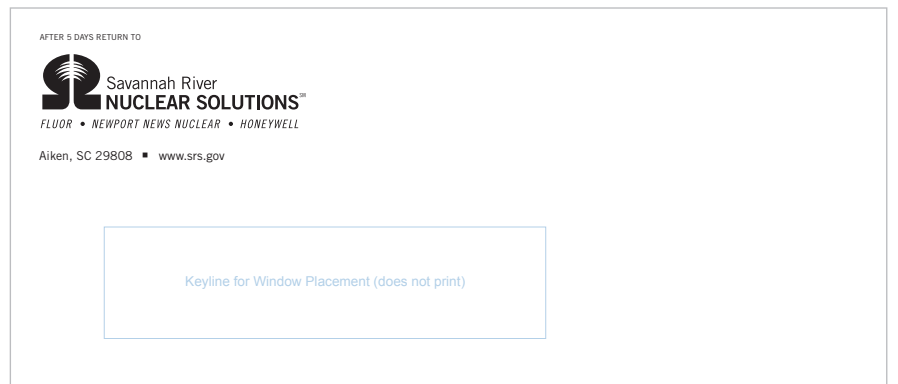 AFTER 5 DAYS RETURN TO
Savannah River
NUCLEAR SOLUTIONS℠
FLUOR • NEWPORT NEWS NUCLEAR • HONEYWELL
Aiken, SC 29808 ▪ www.srs.gov
Keyline for Window Placement (does not print)